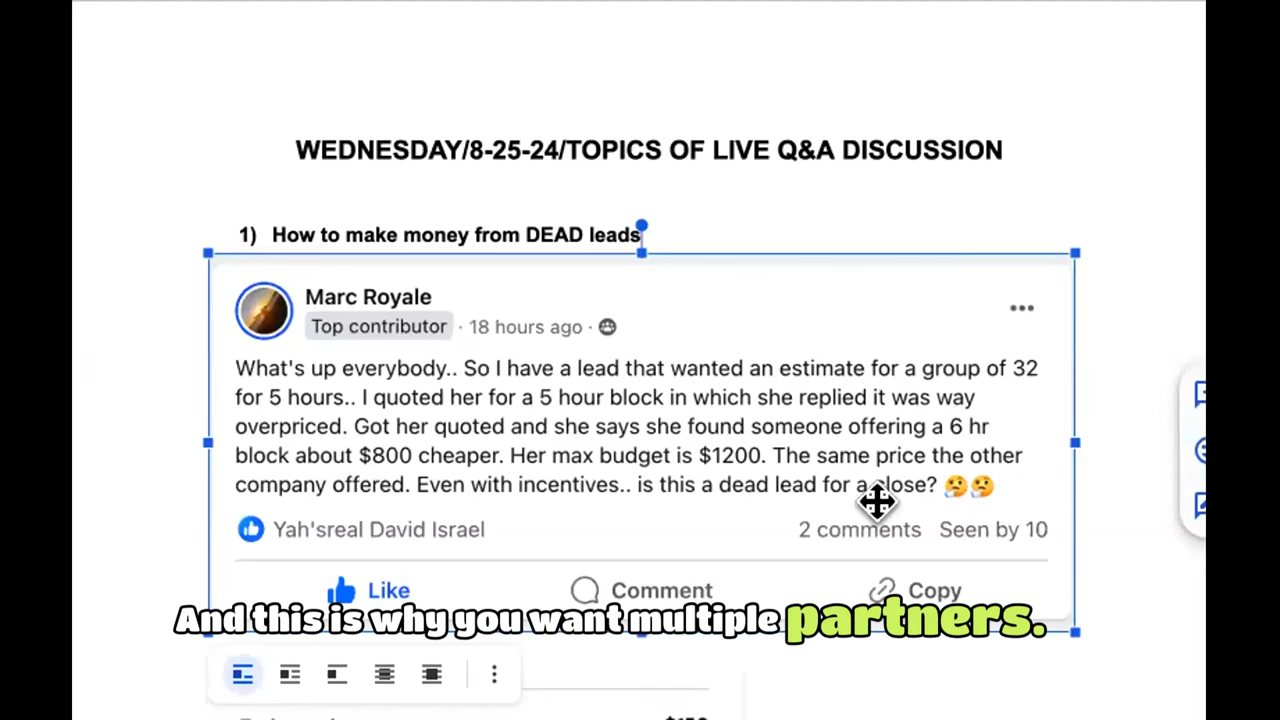 WEDNESDAY/8-25-24/TOPICS OF LIVE Q&A DISCUSSION
1) How to make money from DEAD leads
Marc Royale
Top contributor · 18 hours ago ·
What's up everybody.. So I have a lead that wanted an estimate for a group of 32
for 5 hours.. I quoted her for a 5 hour block in which she replied it was way
overpriced. Got her quoted and she says she found someone offering a 6 hr
block about $800 cheaper. Her max budget is $1200. The same price the other
company offered. Even with incentives.. is this a dead lead for a close? 🤔🤔
Yah'sreal David Israel 2 comments Seen by 10
Like Comment Copy
And this is why you want multiple partners.